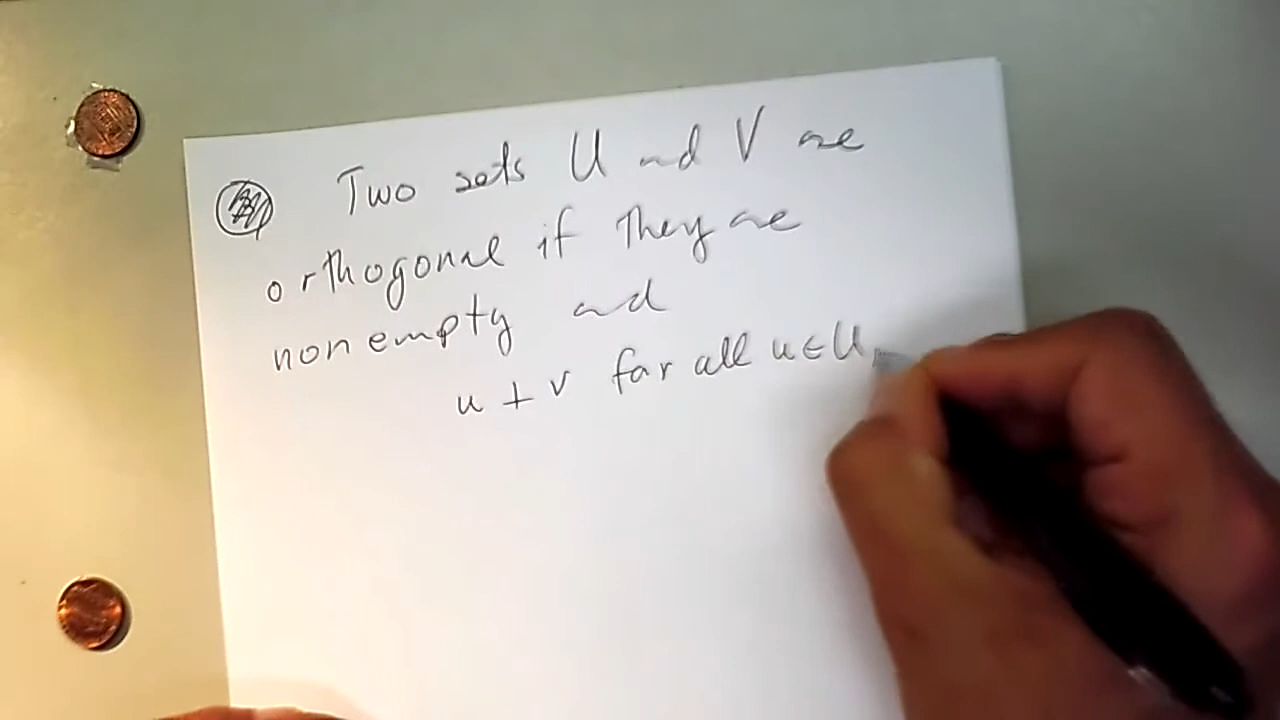 Two sets U and V are
orthogonal if they are
nonempty and
u ⊥ v for all u ∈ U,